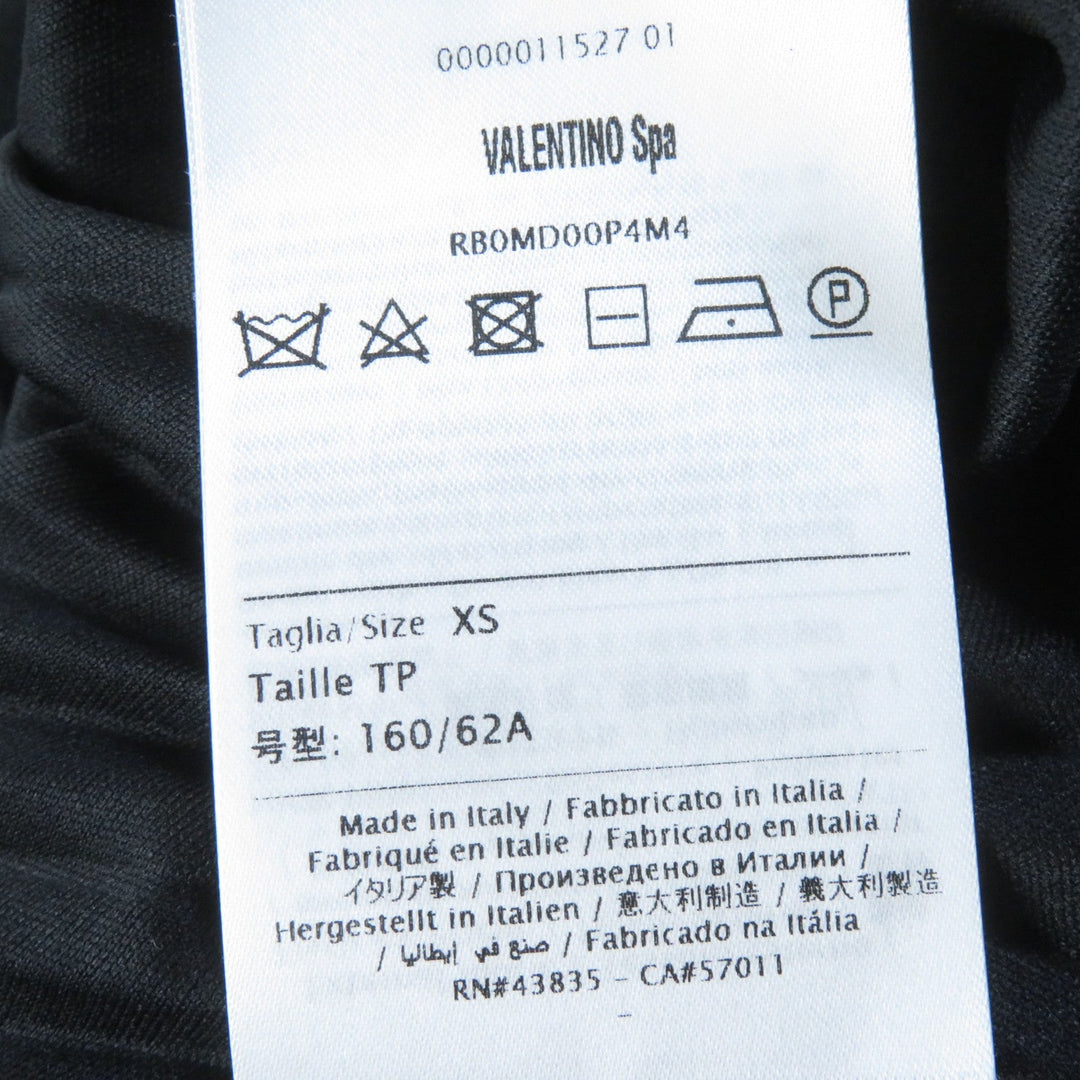 0000011527 01
VALENTINO Spa
RB0MD00P4M4
P
Taglia/Size XS
Taille TP
号型: 160/62A
Made in Italy / Fabbricato in Italia /
Fabriqué en Italie / Fabricado en Italia /
イタリア製 / Произведено в Италии /
Hergestellt in Italien / 意大利制造 / 義大利製造
/ صنع في إيطاليا / Fabricado na Itália
RN#43835 - CA#57011